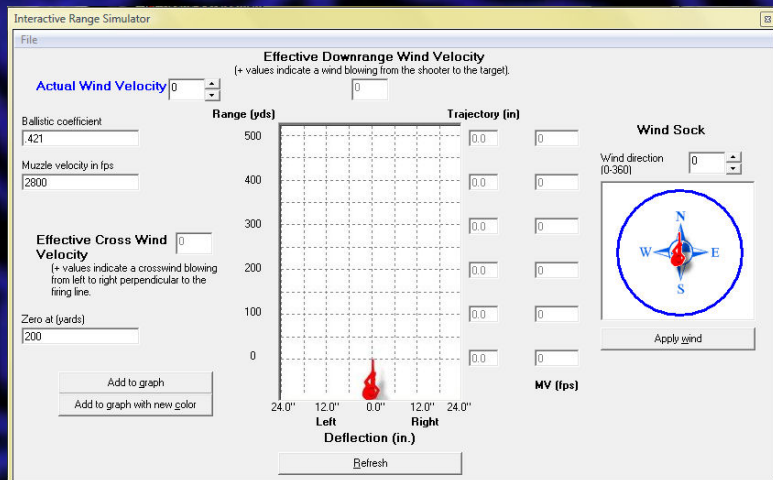 Interactive Range Simulator
File
Effective Downrange Wind Velocity
(+ values indicate a wind blowing from the shooter to the target).
Actual Wind Velocity 0
0
Range (yds)
Trajectory (in)
Ballistic coefficient
.421
Muzzle velocity in fps
2800
Effective Cross Wind Velocity 0
(+ values indicate a crosswind blowing
from left to right perpendicular to the
firing line.
Zero at (yards)
200
Add to graph
Add to graph with new color
500 0.0 0
400 0.0 0
300 0.0 0
200 0.0 0
100 0.0 0
0 0.0 0
MV (fps)
24.0" 12.0" 0.0" 12.0" 24.0"
Left Right
Deflection (in.)
Refresh
Wind Sock
Wind direction
(0-360)
0
N
W E
S
Apply wind